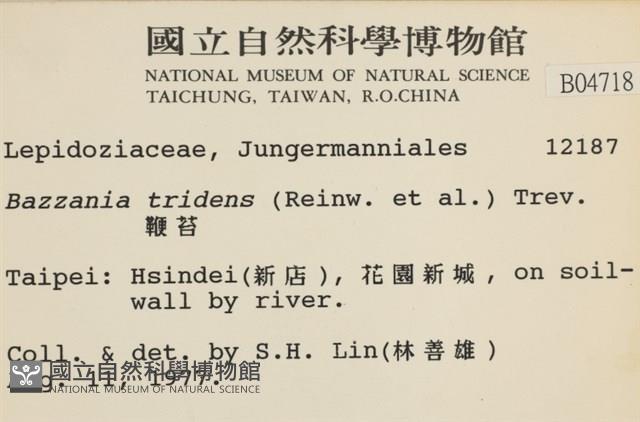 國立自然科學博物館
NATIONAL MUSEUM OF NATURAL SCIENCE
TAICHUNG, TAIWAN, R.O.CHINA
B04718
Lepidoziaceae, Jungermanniales 12187
Bazzania tridens (Reinw. et al.) Trev.
鞭苔
Taipei: Hsindei(新店), 花園新城, on soil-
wall by river.
Coll. & det. by S.H. Lin(林善雄)
Aug. 11, 1977.
國立自然科學博物館
NATIONAL MUSEUM OF NATURAL SCIENCE